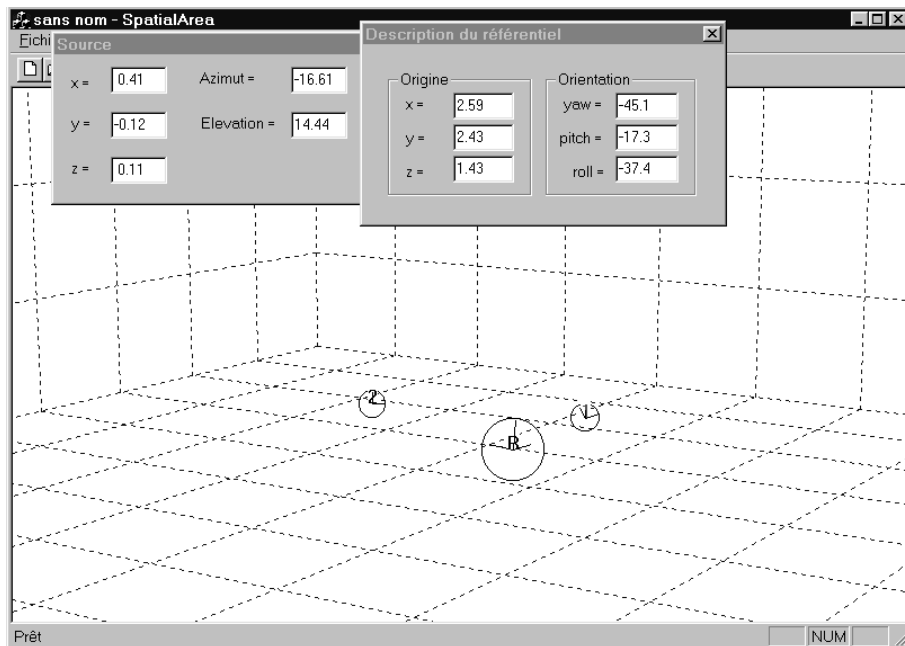 sans nom - SpatialArea
Fichi
Source
x = 0.41
Azimut = -16.61
y = -0.12
Elevation = 14.44
z = 0.11
Description du référentiel
Origine
x = 2.59
y = 2.43
z = 1.43
Orientation
yaw = -45.1
pitch = -17.3
roll = -37.4
2
1
R
Prêt
NUM